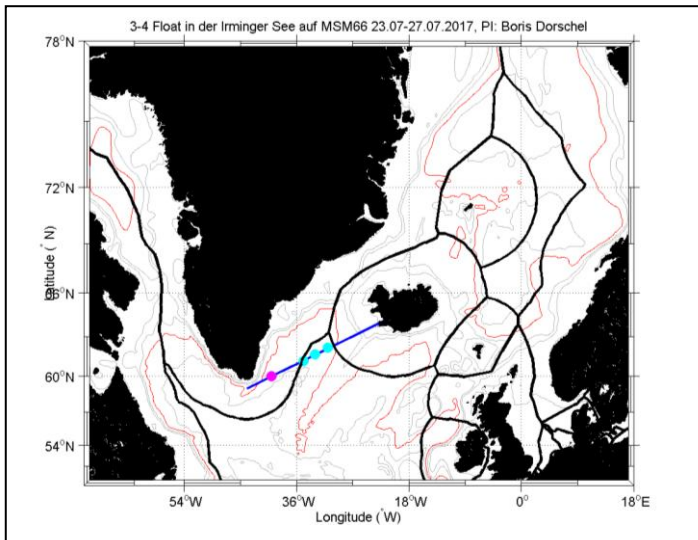 3-4 Float in der Irminger See auf MSM66 23.07-27.07.2017, PI: Boris Dorschel
78°N
72°N
66°N
60°N
54°N
Latitude (°N)
54°W
36°W
18°W
0°
18°E
Longitude (°W)